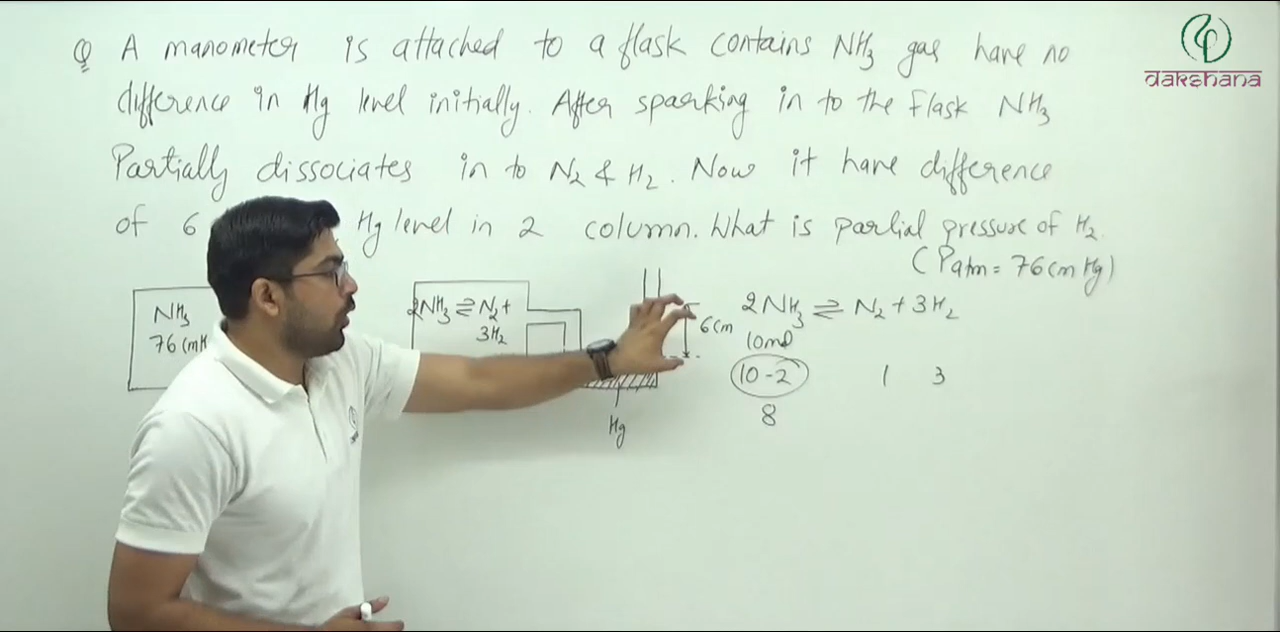 Q A manometer is attached to a flask contains NH₃ gas have no
difference in Hg level initially. After sparking in to the flask NH₃
Partially dissociates in to N₂ & H₂. Now it have difference
of 6 Hg level in 2 column. What is partial pressure of H₂.
(Patm = 76 cm Hg)
NH₃
76 cm
2NH₃ ⇌ N₂ +
3H₂
6 cm
Hg
2NH₃ ⇌ N₂ + 3H₂
10 mol
10 - 2 1 3
8
dakshana